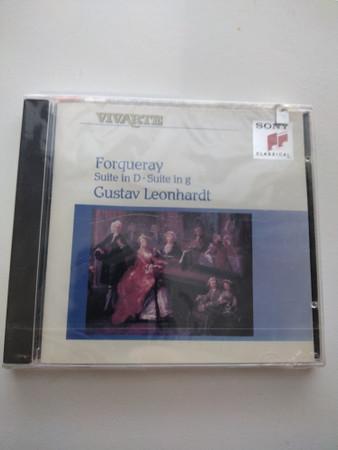 VIVARTE
SONY
CLASSICAL
Forqueray
Suite in D · Suite in g
Gustav Leonhardt